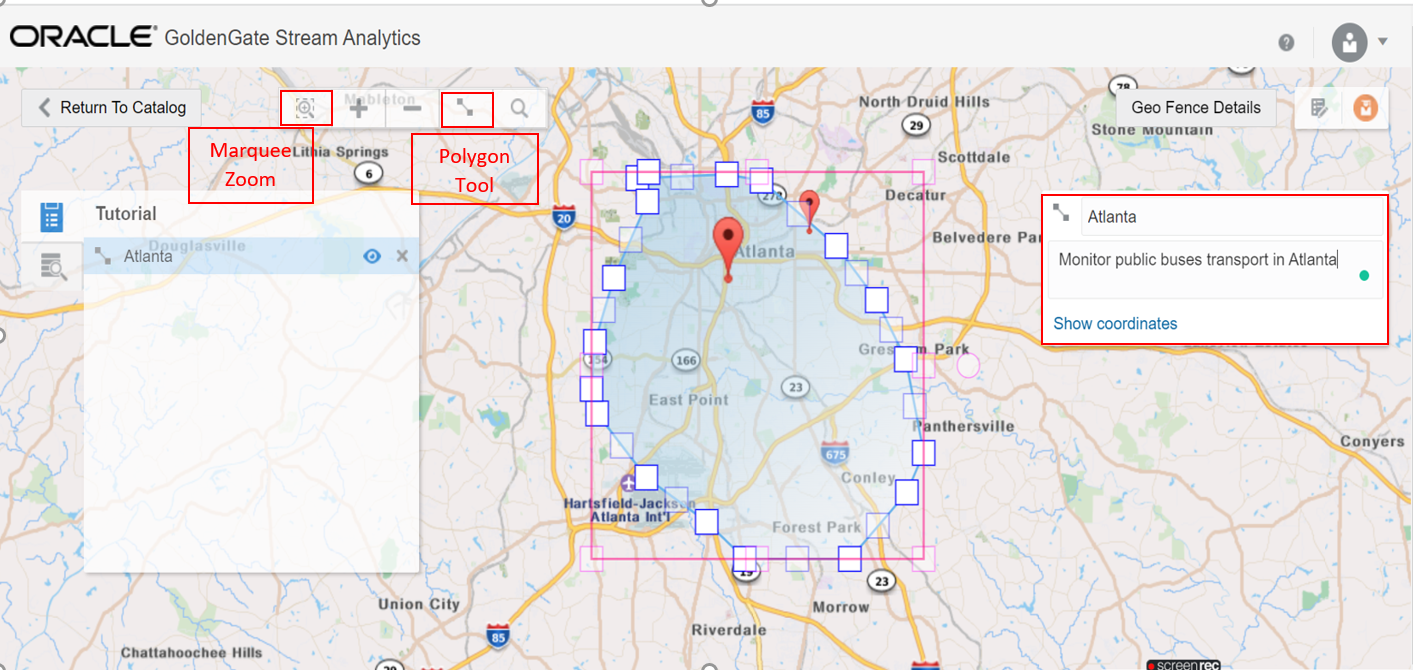 ORACLE GoldenGate Stream Analytics
?
Return To Catalog
Mableton
Geo Fence Details
Marquee
Zoom
Polygon
Tool
Lithia Springs
6
85
North Druid Hills
29
78
Stone Mountain
Scottdale
Tutorial
20
278
Decatur
Atlanta
Douglasville
Belvedere Par
Atlanta
Atlanta
Monitor public buses transport in Atlanta
Show coordinates
154
166
Gres m Park
23
East Point
Panthersville
675
Conyers
Conley
Hartsfield-Jackson
Atlanta Int'l
Forest Park
19
23
Union City
Morrow
85
Riverdale
Chattahoochee Hills
screenrec